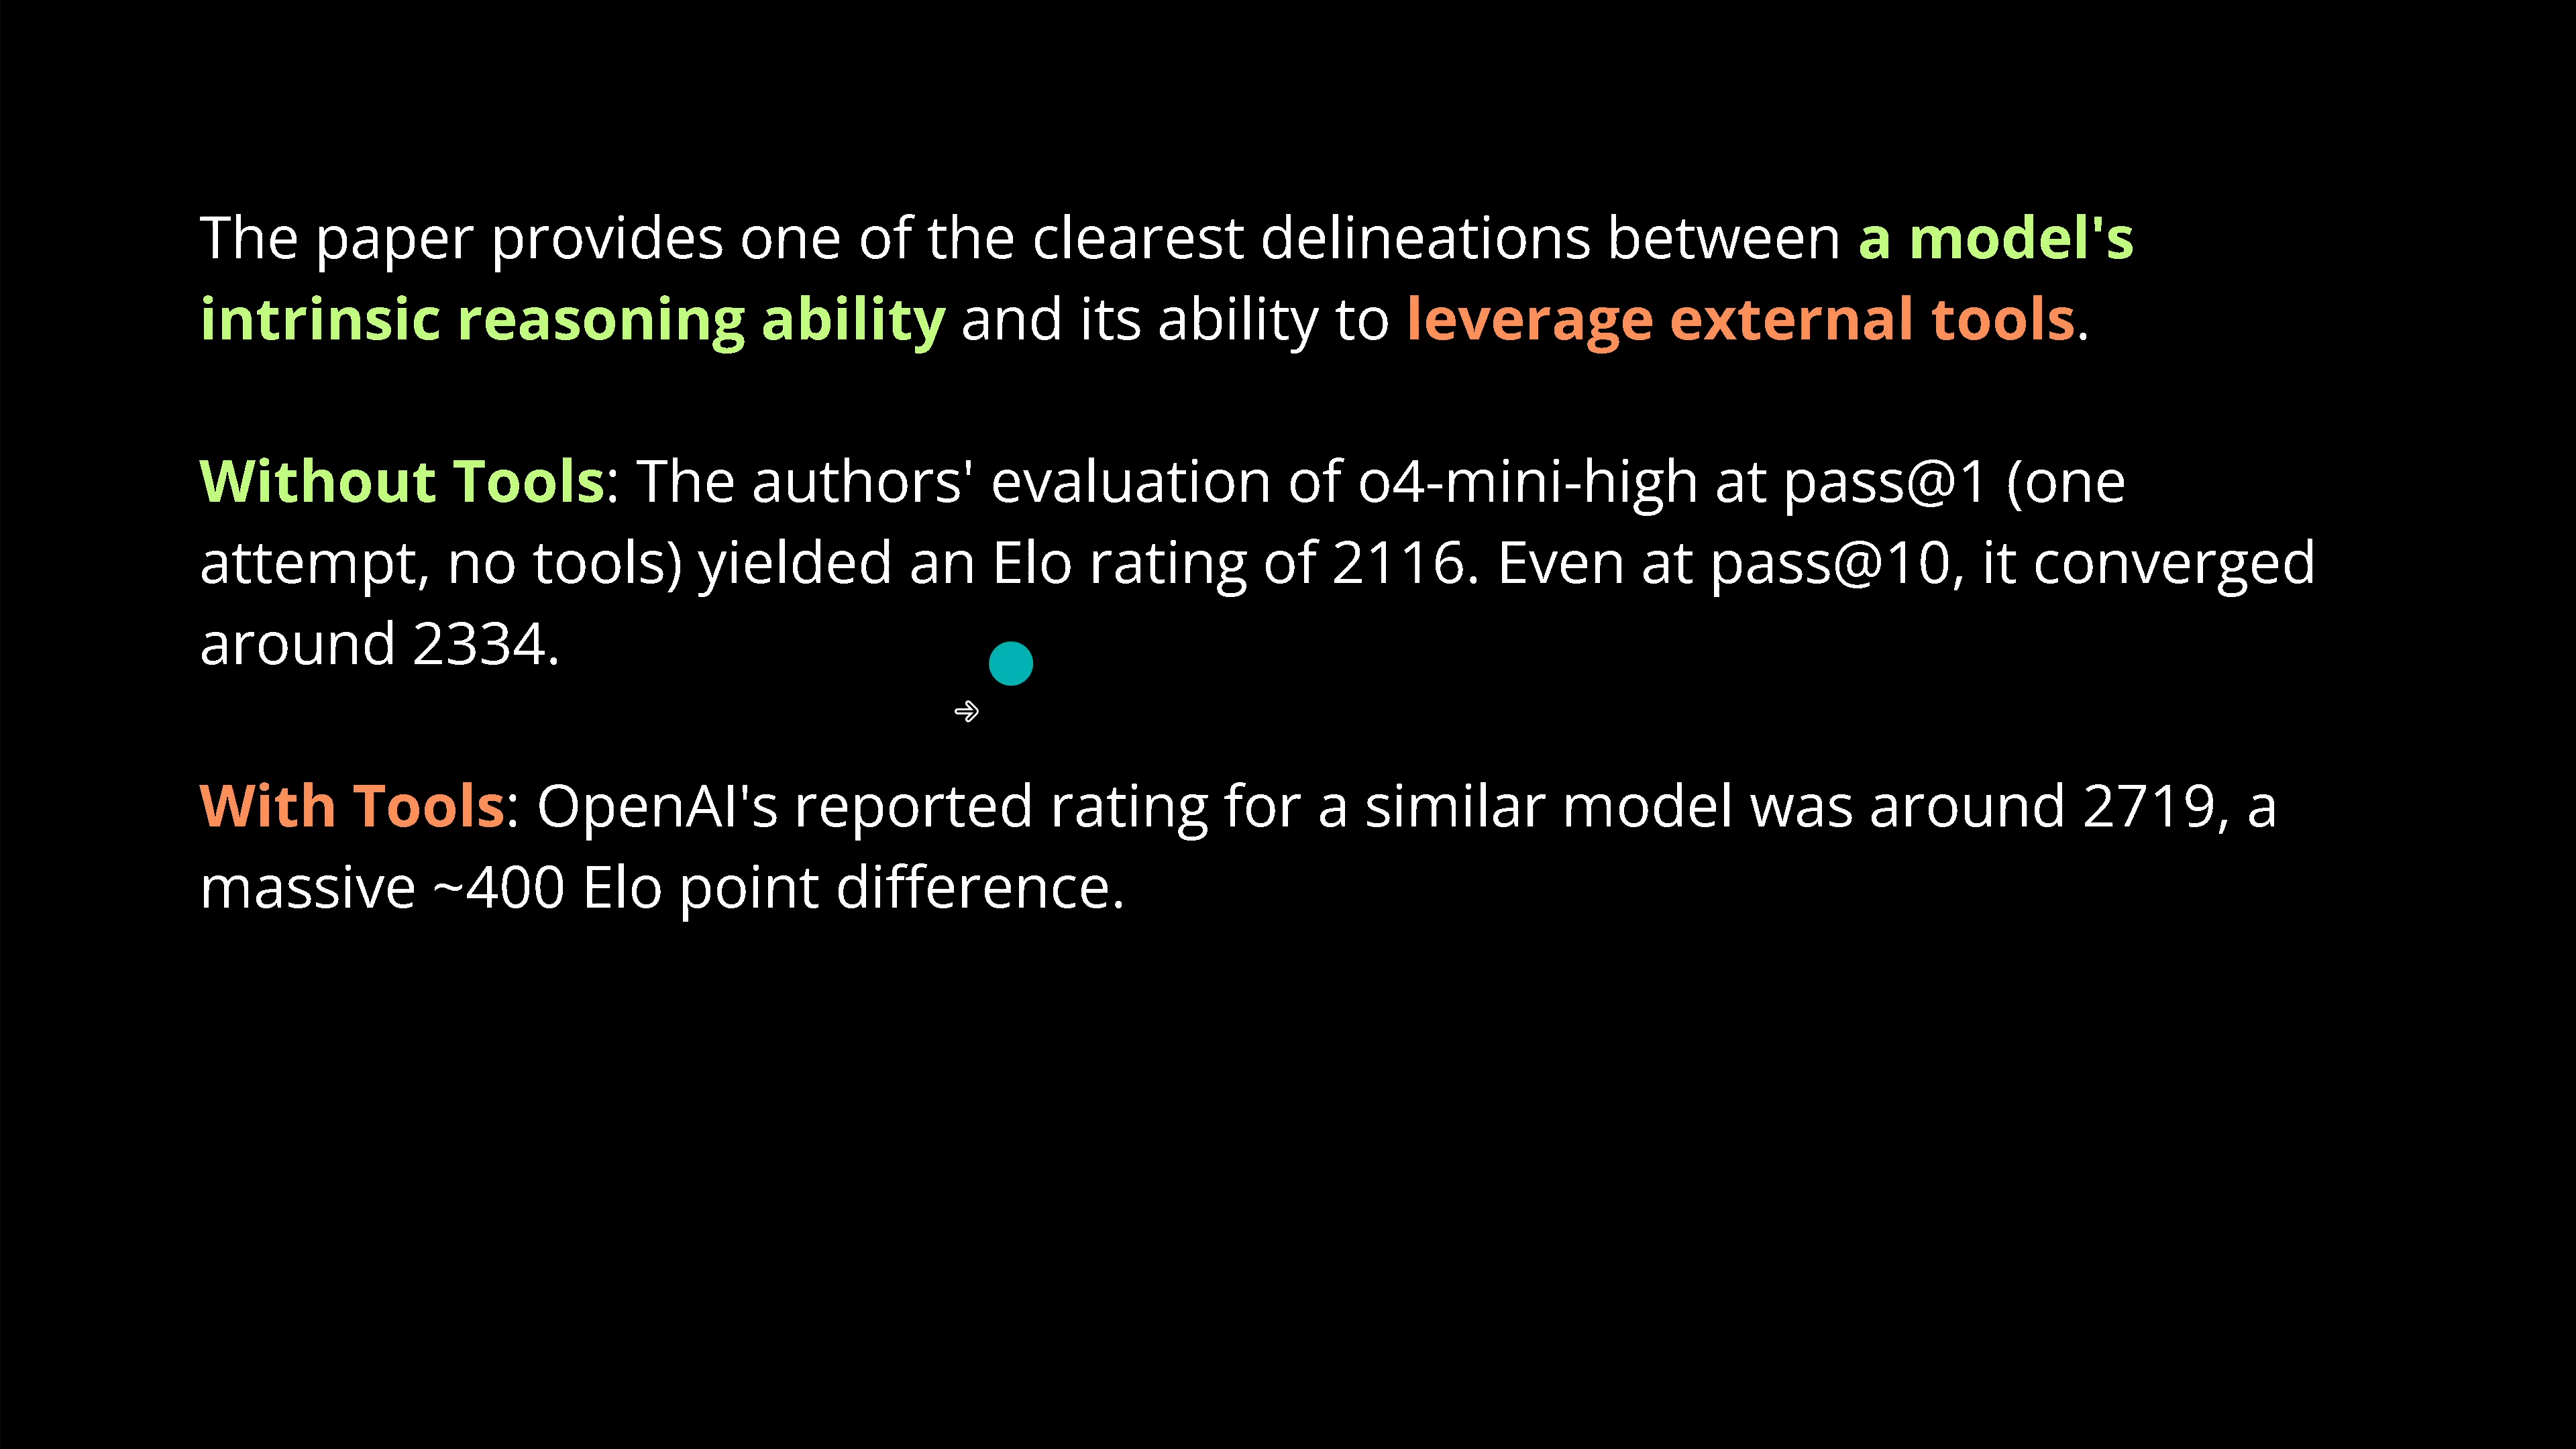 The paper provides one of the clearest delineations between a model's
intrinsic reasoning ability and its ability to leverage external tools.
Without Tools: The authors' evaluation of o4-mini-high at pass@1 (one
attempt, no tools) yielded an Elo rating of 2116. Even at pass@10, it converged
around 2334.
With Tools: OpenAI's reported rating for a similar model was around 2719, a
massive ~400 Elo point difference.